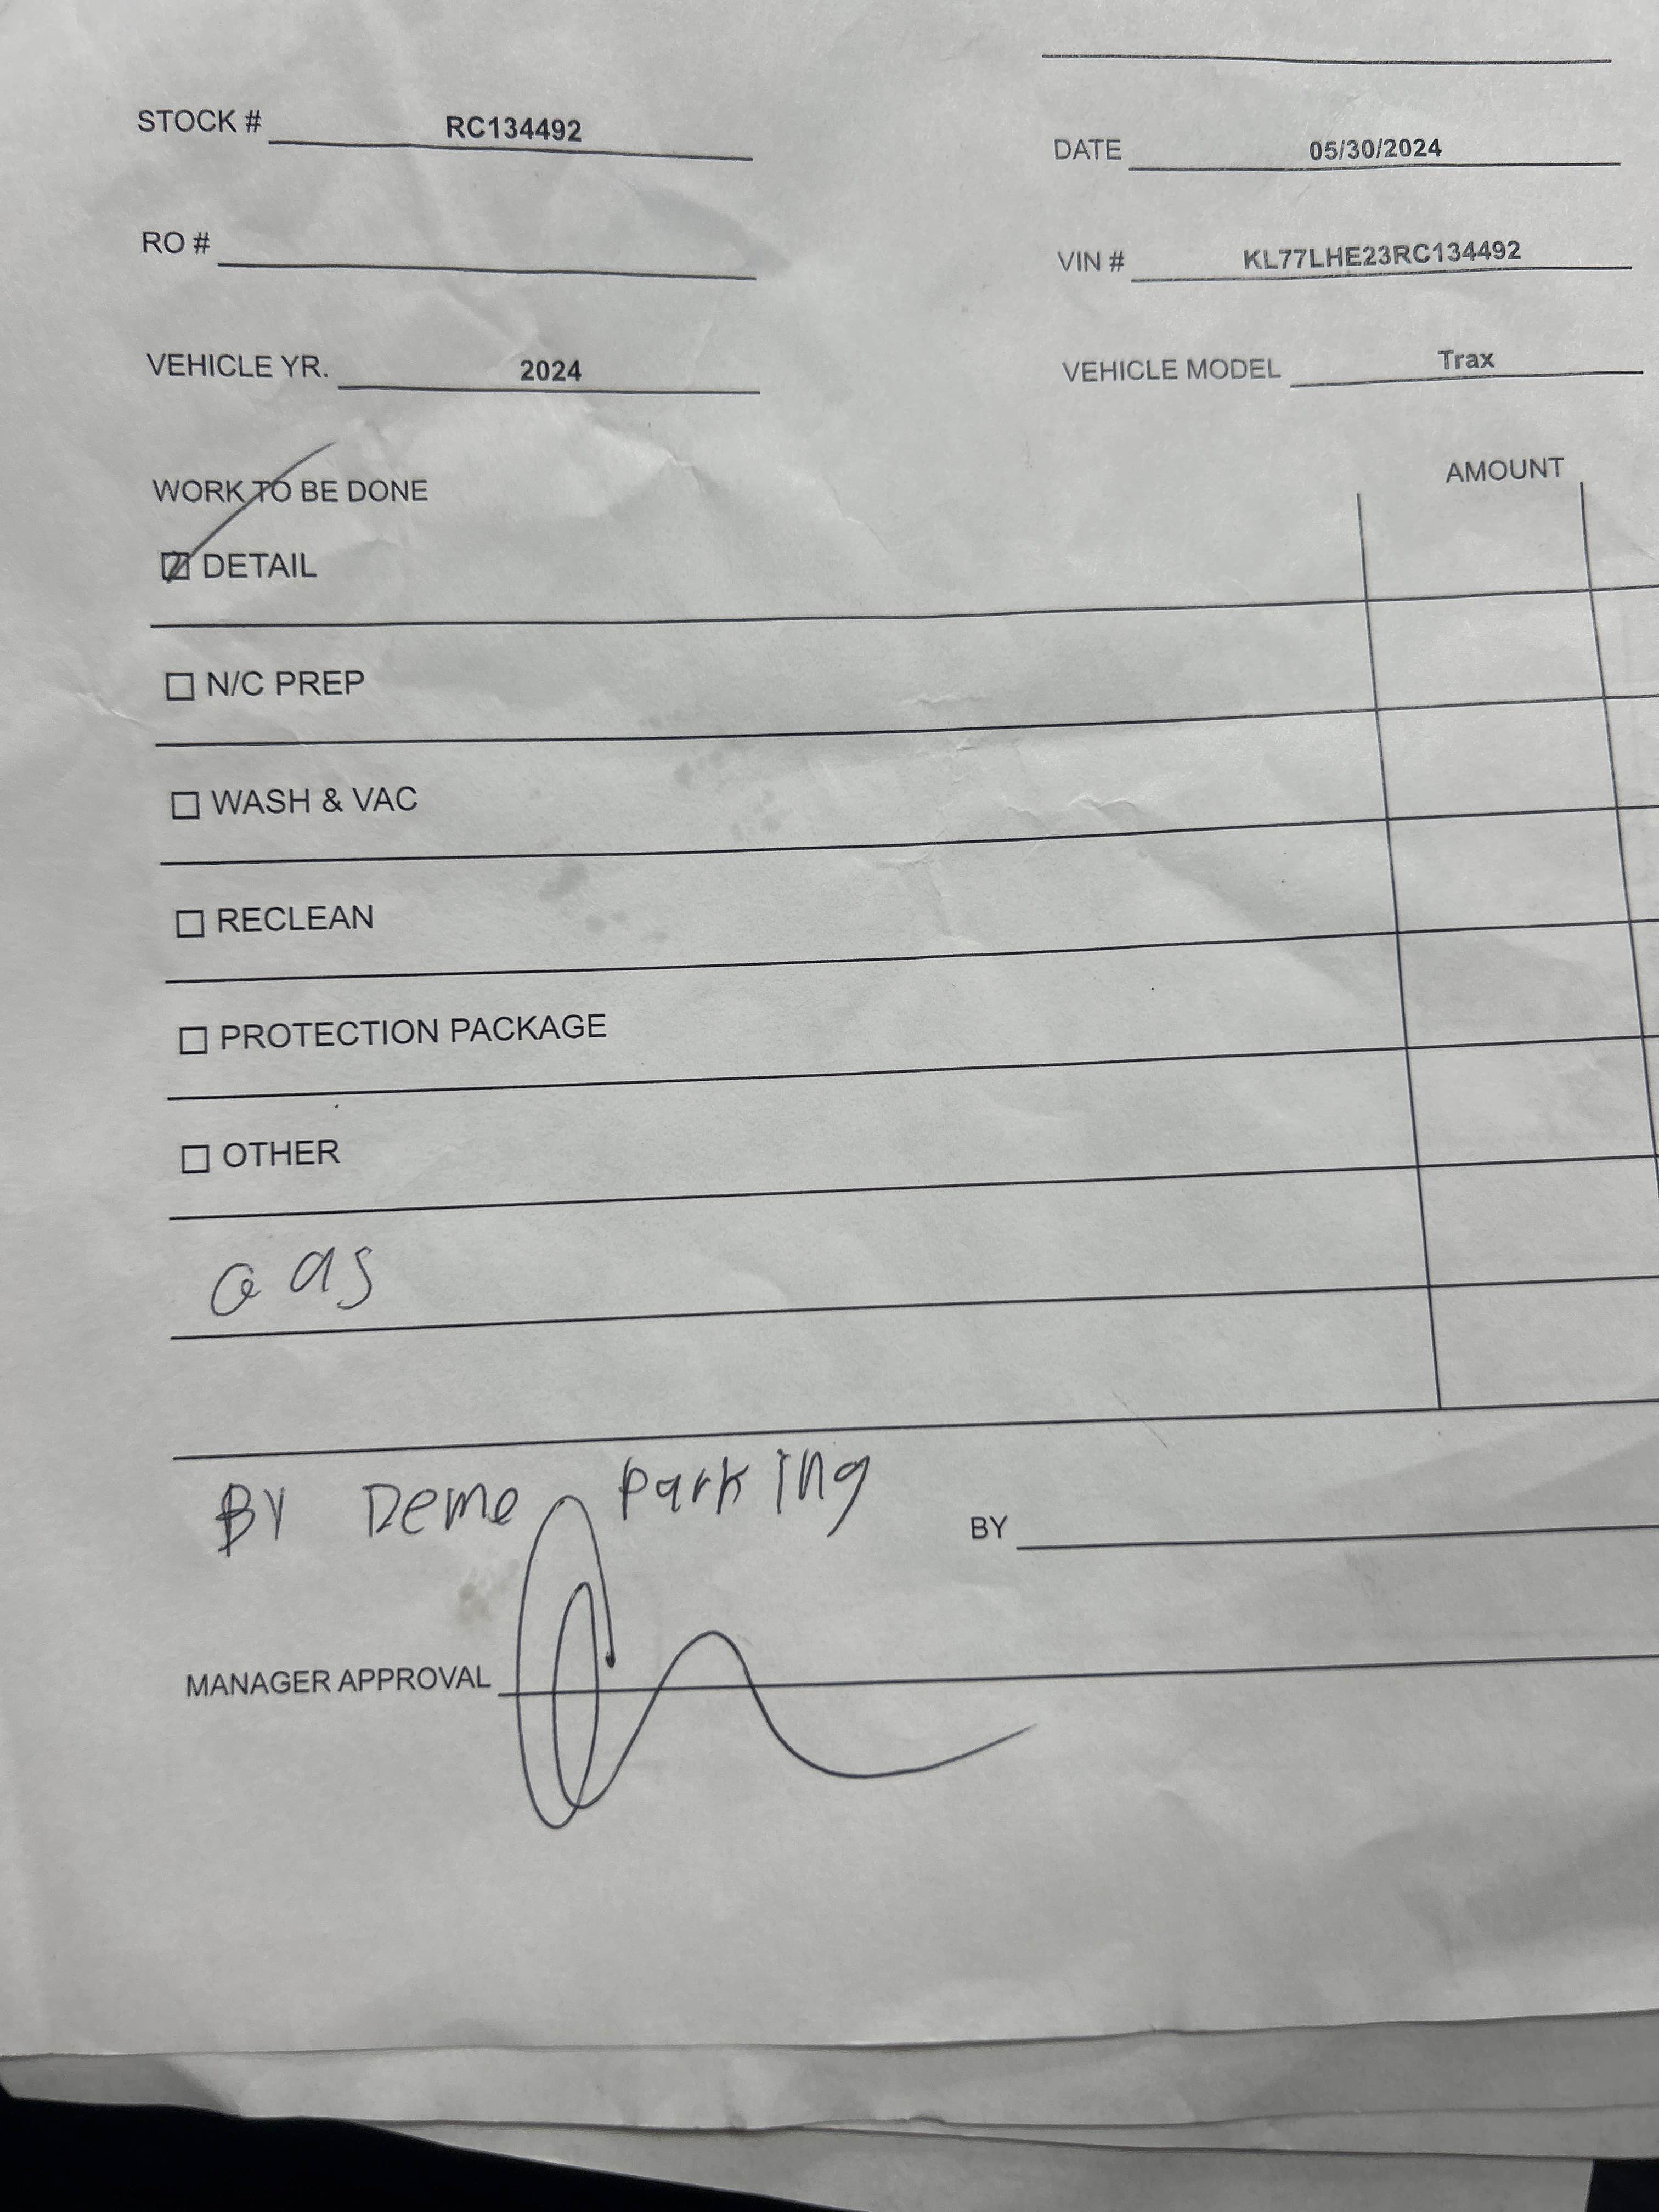 STOCK # RC134492
DATE 05/30/2024
RO #
VIN # KL77LHE23RC134492
VEHICLE YR. 2024
VEHICLE MODEL Trax
WORK TO BE DONE
AMOUNT
DETAIL
N/C PREP
WASH & VAC
RECLEAN
PROTECTION PACKAGE
OTHER
Gas
BY Demo Parking
BY
MANAGER APPROVAL